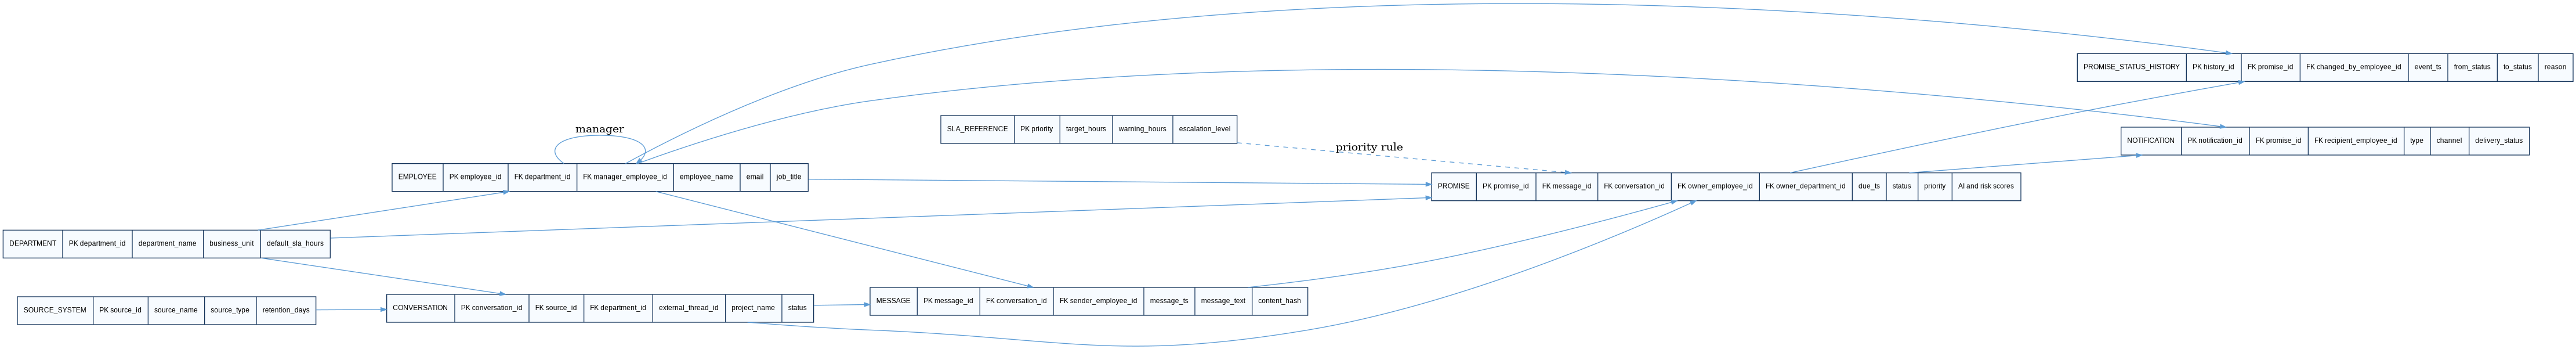 PROMISE_STATUS_HISTORY PK history_id FK promise_id FK changed_by_employee_id event_ts from_status to_status reason
manager
SLA_REFERENCE PK priority target_hours warning_hours escalation_level
NOTIFICATION PK notification_id FK promise_id FK recipient_employee_id type channel delivery_status
priority rule
EMPLOYEE PK employee_id FK department_id FK manager_employee_id employee_name email job_title
PROMISE PK promise_id FK message_id FK conversation_id FK owner_employee_id FK owner_department_id due_ts status priority AI and risk scores
DEPARTMENT PK department_id department_name business_unit default_sla_hours
SOURCE_SYSTEM PK source_id source_name source_type retention_days
CONVERSATION PK conversation_id FK source_id FK department_id external_thread_id project_name status
MESSAGE PK message_id FK conversation_id FK sender_employee_id message_ts message_text content_hash